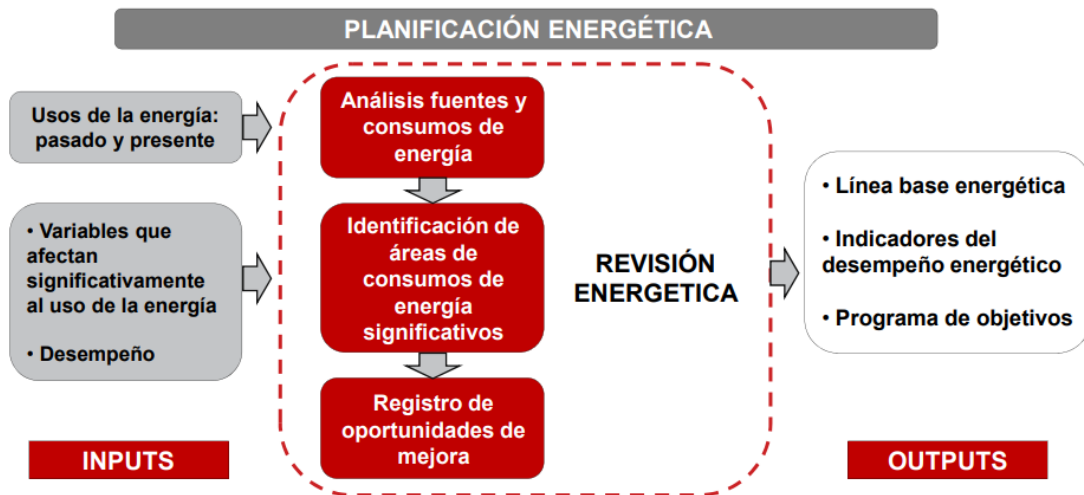 PLANIFICACIÓN ENERGÉTICA
Usos de la energía:
pasado y presente
• Variables que
afectan
significativamente
al uso de la energía
• Desempeño
INPUTS
Análisis fuentes y
consumos de
energía
Identificación de
áreas de
consumos de
energía
significativos
Registro de
oportunidades de
mejora
REVISIÓN
ENERGETICA
• Línea base energética
• Indicadores del
desempeño energético
• Programa de objetivos
OUTPUTS